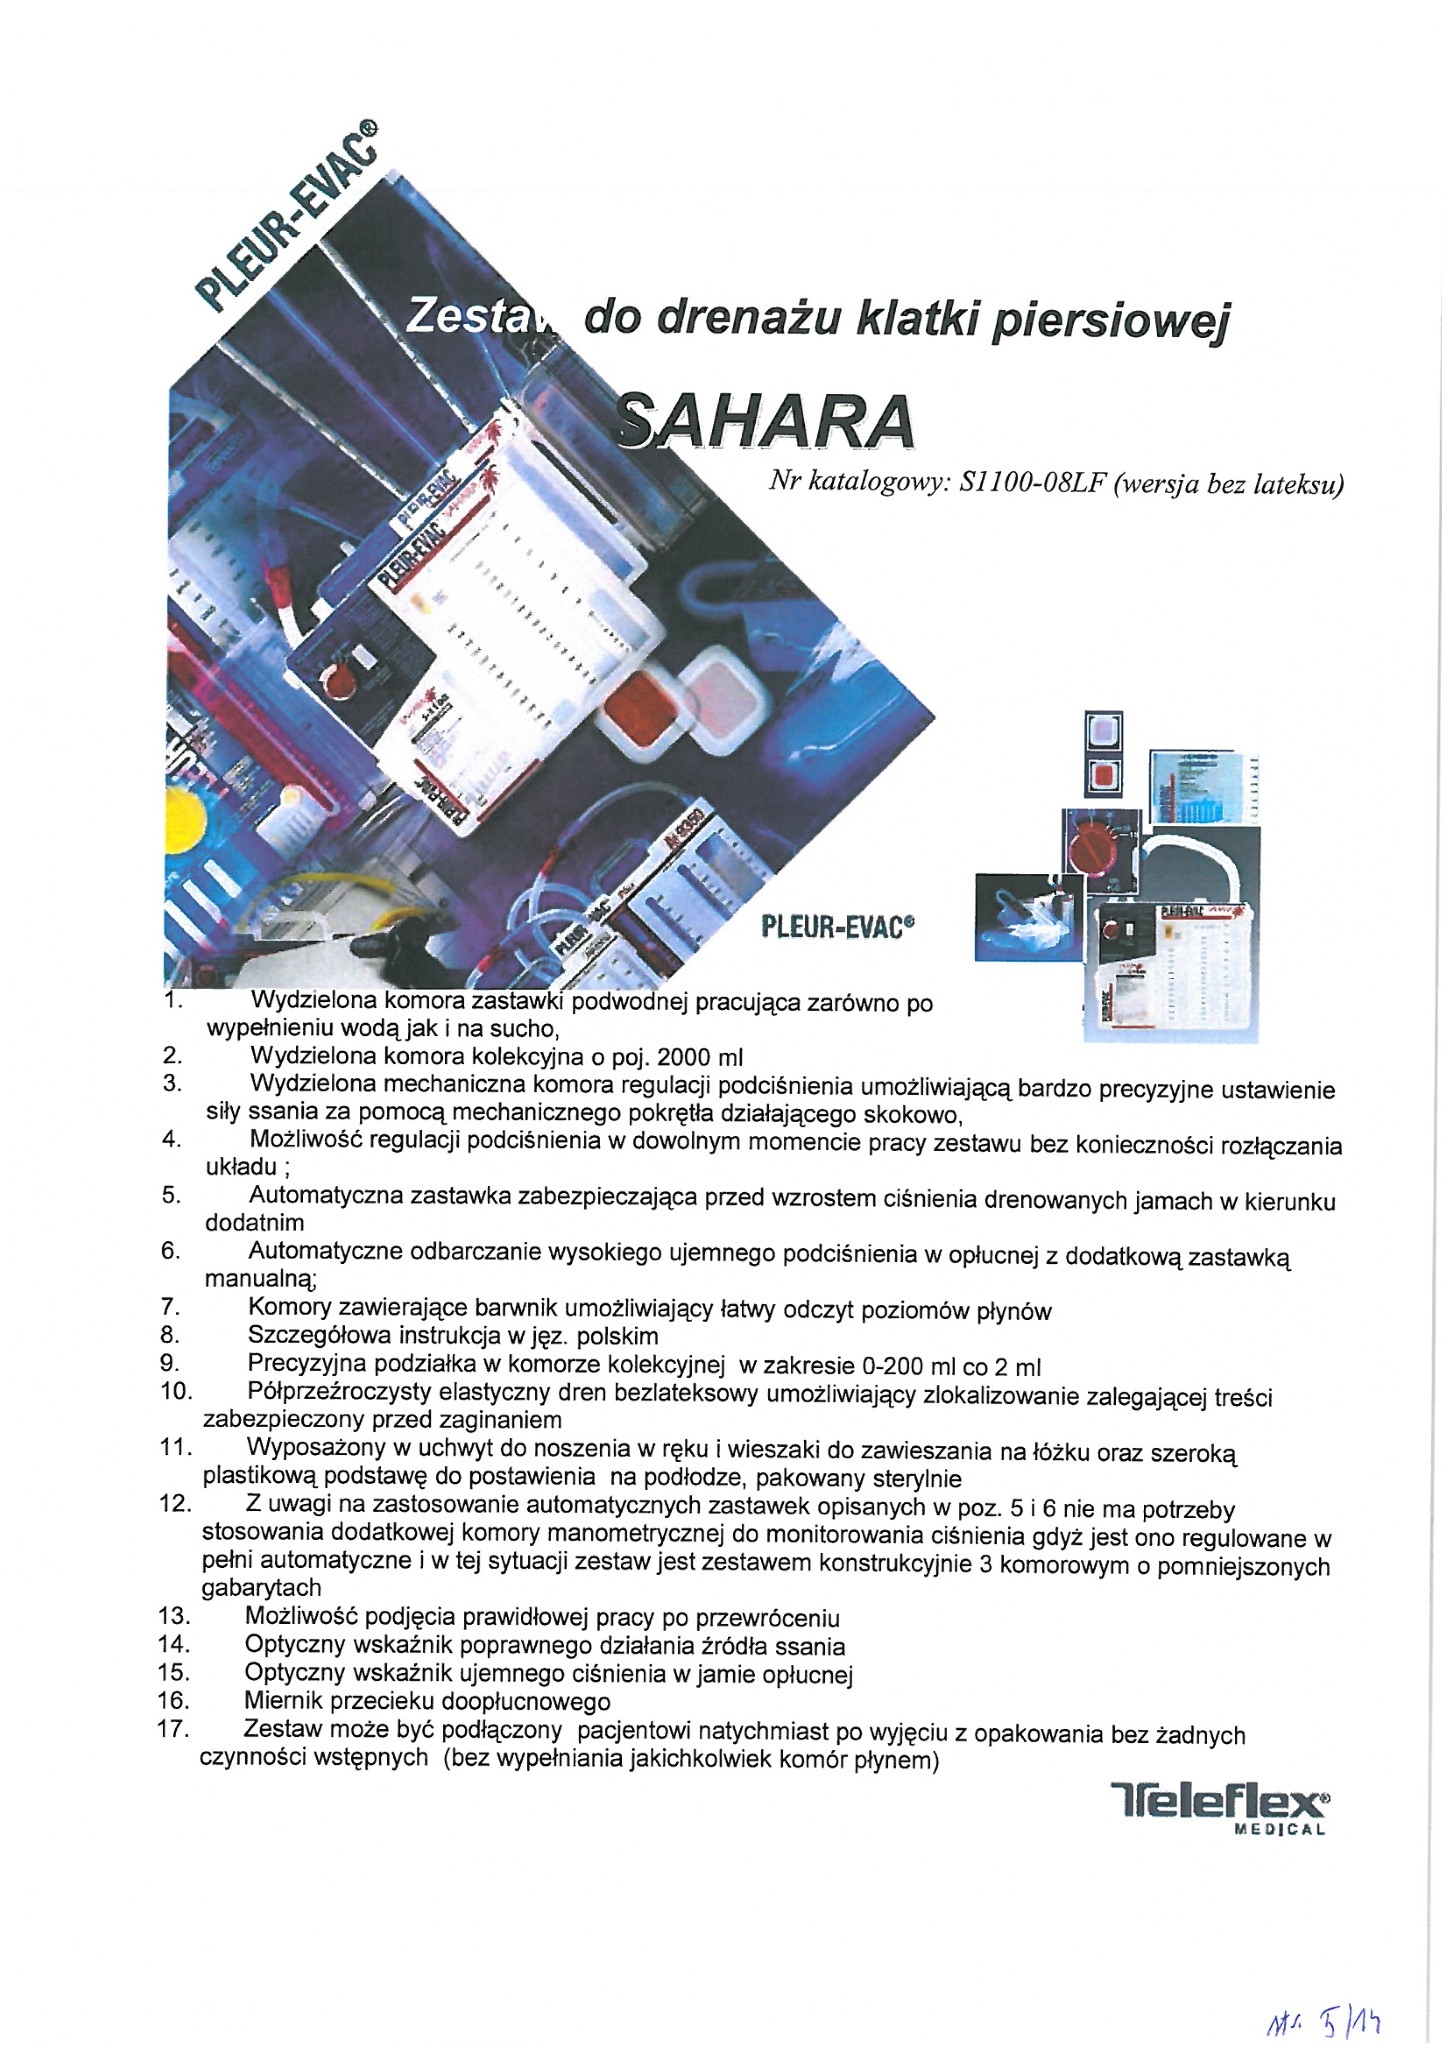 PLEUR-EVAC®
Zestaw do drenażu klatki piersiowej
SAHARA
Nr katalogowy: S1100-08LF (wersja bez lateksu)
PLEUR-EVAC
SAHARA
PLEUR-EVAC
PLEUR-EVAC
PLEUR-EVAC®
PLEUR-EVAC
1. Wydzielona komora zastawki podwodnej pracująca zarówno po
wypełnieniu wodą jak i na sucho,
2. Wydzielona komora kolekcyjna o poj. 2000 ml
3. Wydzielona mechaniczna komora regulacji podciśnienia umożliwiającą bardzo precyzyjne ustawienie
siły ssania za pomocą mechanicznego pokrętła działającego skokowo,
4. Możliwość regulacji podciśnienia w dowolnym momencie pracy zestawu bez konieczności rozłączania
układu ;
5. Automatyczna zastawka zabezpieczająca przed wzrostem ciśnienia drenowanych jamach w kierunku
dodatnim
6. Automatyczne odbarczanie wysokiego ujemnego podciśnienia w opłucnej z dodatkową zastawką
manualną;
7. Komory zawierające barwnik umożliwiający łatwy odczyt poziomów płynów
8. Szczegółowa instrukcja w jęz. polskim
9. Precyzyjna podziałka w komorze kolekcyjnej w zakresie 0-200 ml co 2 ml
10. Półprzeźroczysty elastyczny dren bezlateksowy umożliwiający zlokalizowanie zalegającej treści
zabezpieczony przed zaginaniem
11. Wyposażony w uchwyt do noszenia w ręku i wieszaki do zawieszania na łóżku oraz szeroką
plastikową podstawę do postawienia na podłodze, pakowany sterylnie
12. Z uwagi na zastosowanie automatycznych zastawek opisanych w poz. 5 i 6 nie ma potrzeby
stosowania dodatkowej komory manometrycznej do monitorowania ciśnienia gdyż jest ono regulowane w
pełni automatyczne i w tej sytuacji zestaw jest zestawem konstrukcyjnie 3 komorowym o pomniejszonych
gabarytach
13. Możliwość podjęcia prawidłowej pracy po przewróceniu
14. Optyczny wskaźnik poprawnego działania źródła ssania
15. Optyczny wskaźnik ujemnego ciśnienia w jamie opłucnej
16. Miernik przecieku doopłucnowego
17. Zestaw może być podłączony pacjentowi natychmiast po wyjęciu z opakowania bez żadnych
czynności wstępnych (bez wypełniania jakichkolwiek komór płynem)
Teleflex®
MEDICAL
str. 5/14